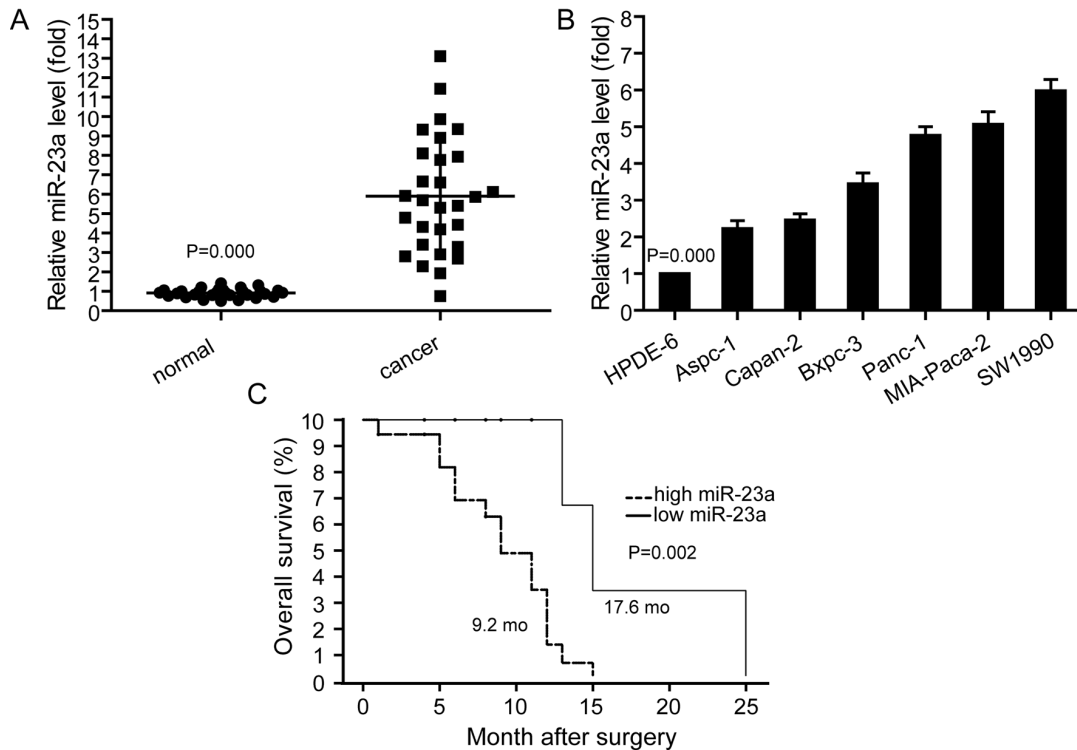 A
Relative miR-23a level (fold)
15
14
13
12
11
10
9
8
7
6
5
4
3
2
1
0
P=0.000
normal
cancer
B
Relative miR-23a level (fold)
8
7
6
5
4
3
2
1
0
P=0.000
HPDE-6
Aspc-1
Capan-2
Bxpc-3
Panc-1
MIA-Paca-2
SW1990
C
Overall survival (%)
10
9
8
7
6
5
4
3
2
1
0
high miR-23a
low miR-23a
P=0.002
17.6 mo
9.2 mo
0 5 10 15 20 25
Month after surgery